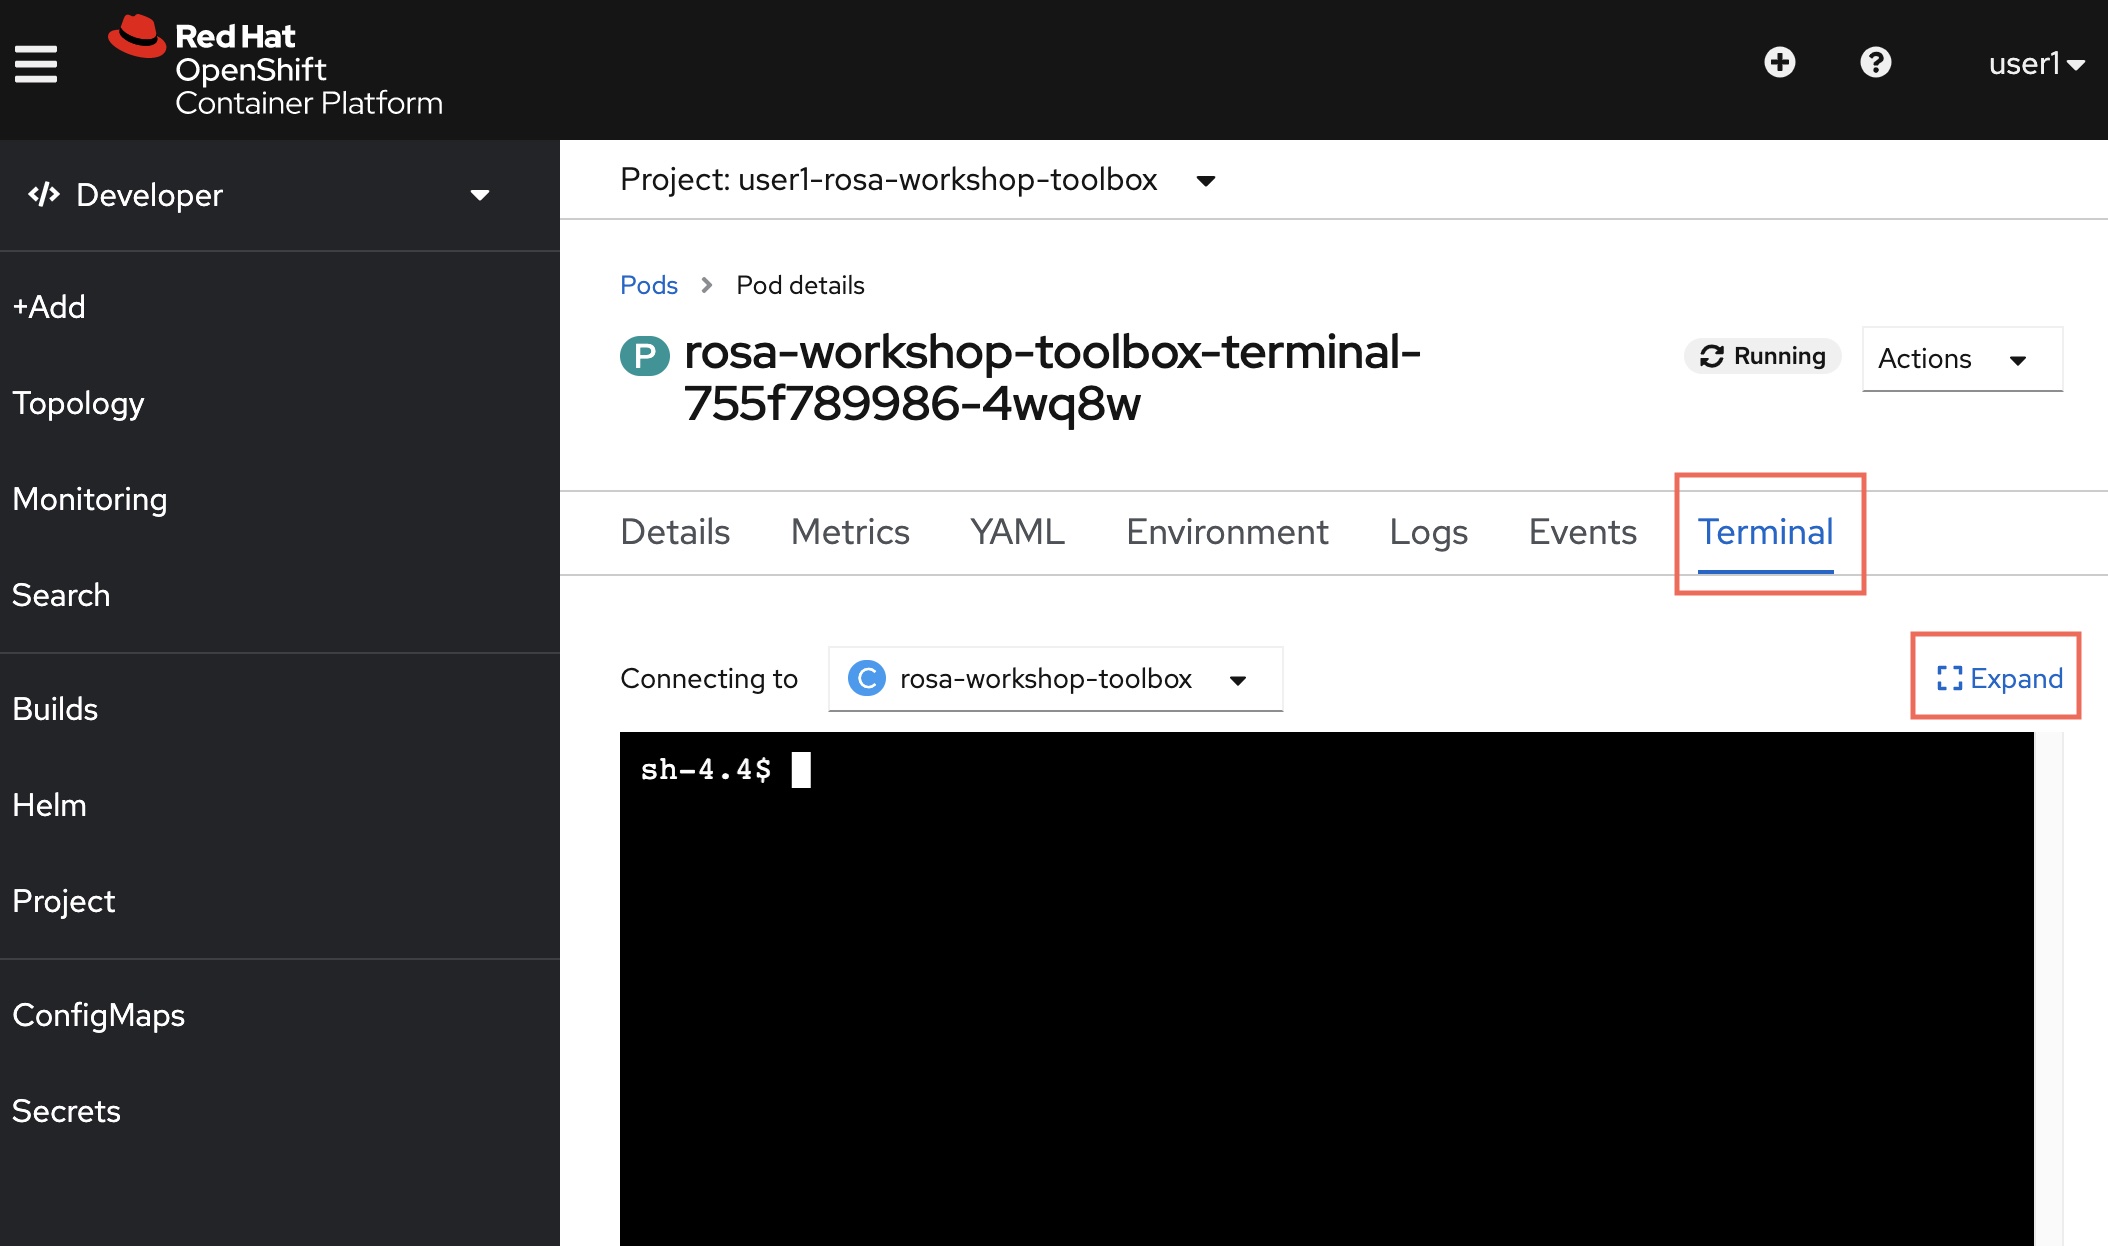 Red Hat
OpenShift
Container Platform
user1
Developer
+Add
Topology
Monitoring
Search
Builds
Helm
Project
ConfigMaps
Secrets
Project: user1-rosa-workshop-toolbox
Pods > Pod details
P rosa-workshop-toolbox-terminal-
755f789986-4wq8w
Running
Actions
Details Metrics YAML Environment Logs Events Terminal
Connecting to C rosa-workshop-toolbox Expand
sh-4.4$